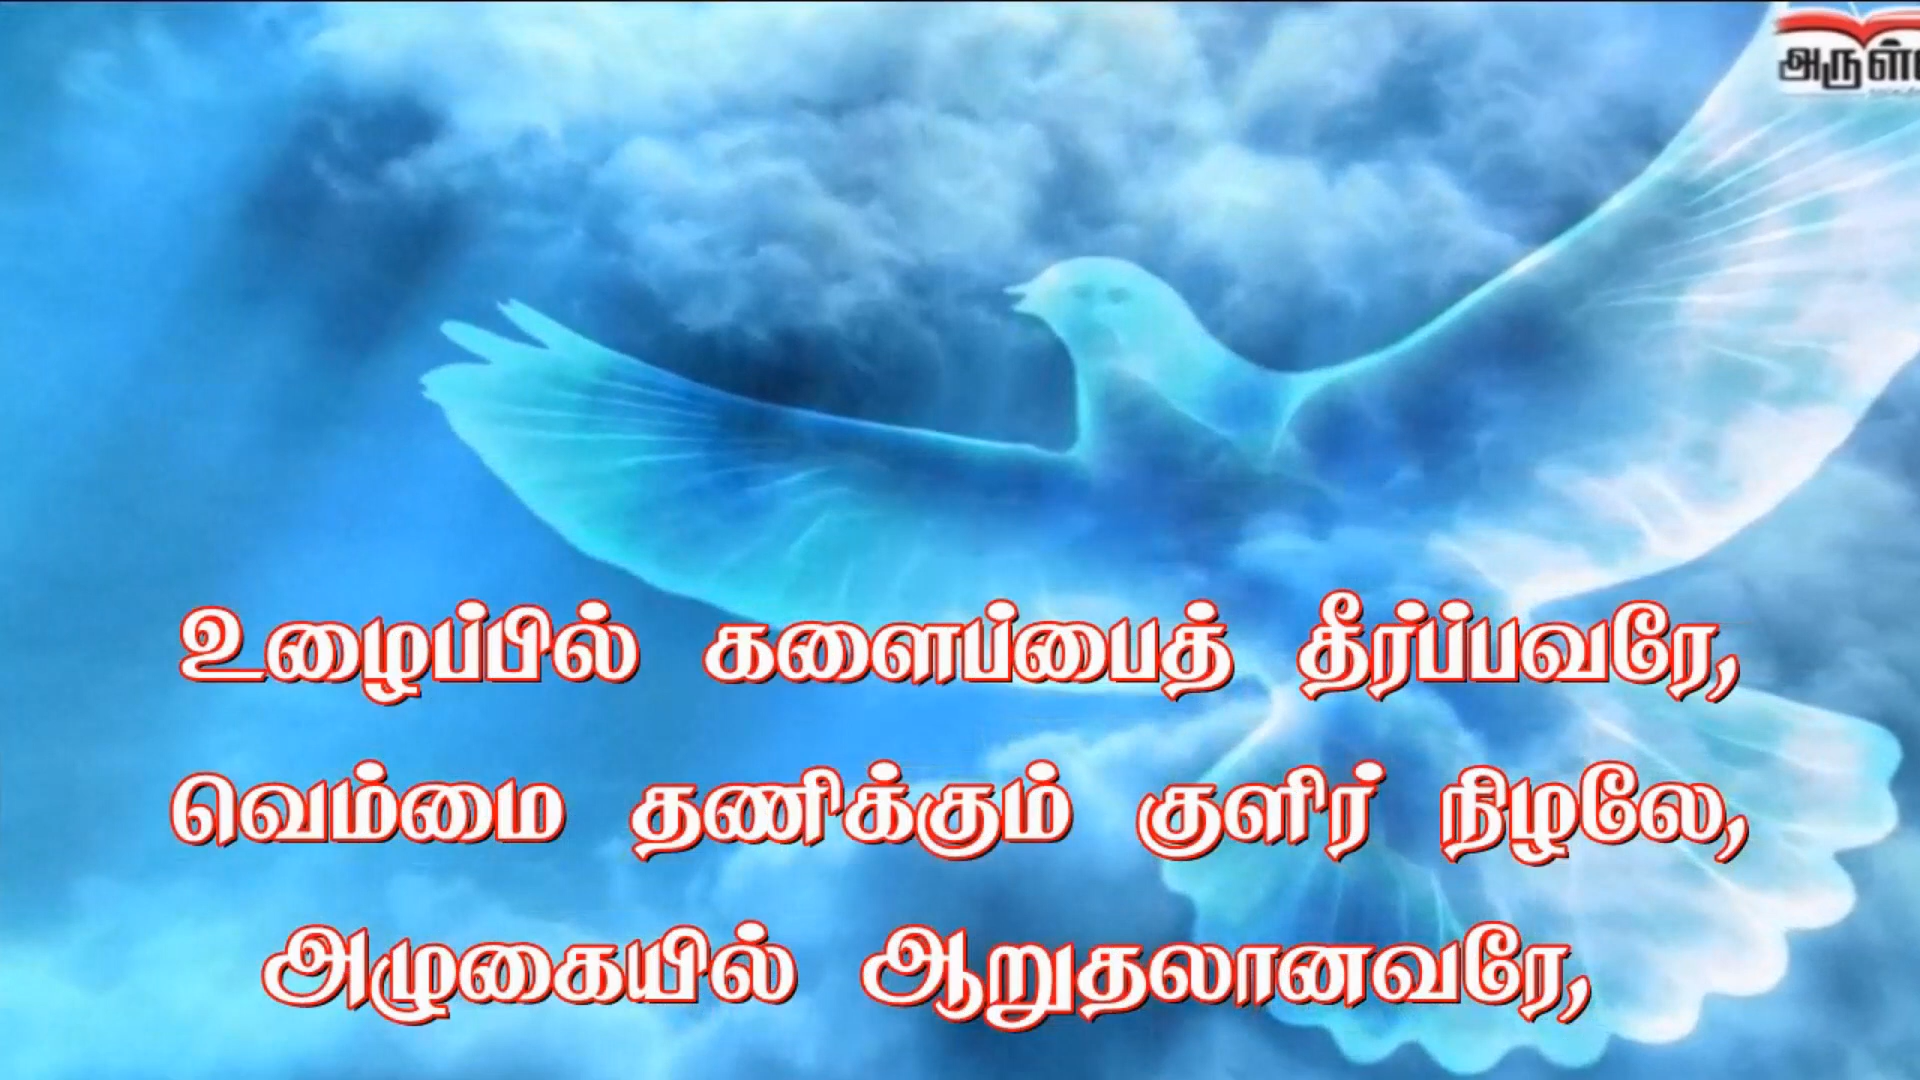 உழைப்பில் களைப்பைத் தீர்ப்பவரே,
வெம்மை தணிக்கும் குளிர் நிழலே,
அழுகையில் ஆறுதலானவரே,